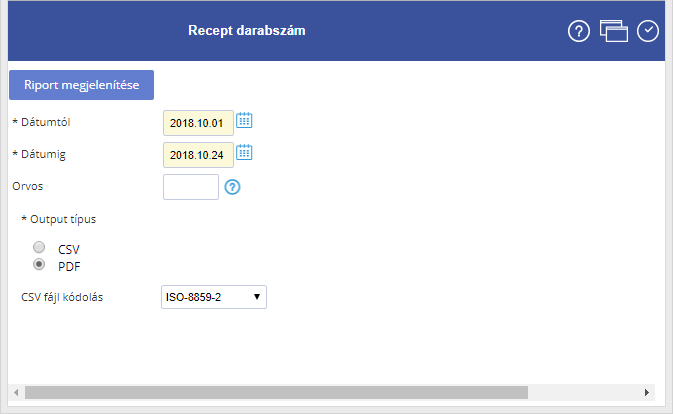 Recept darabszám
Riport megjelenítése
* Dátumtól 2018.10.01
* Dátumig 2018.10.24
Orvos
* Output típus
CSV
PDF
CSV fájl kódolás ISO-8859-2